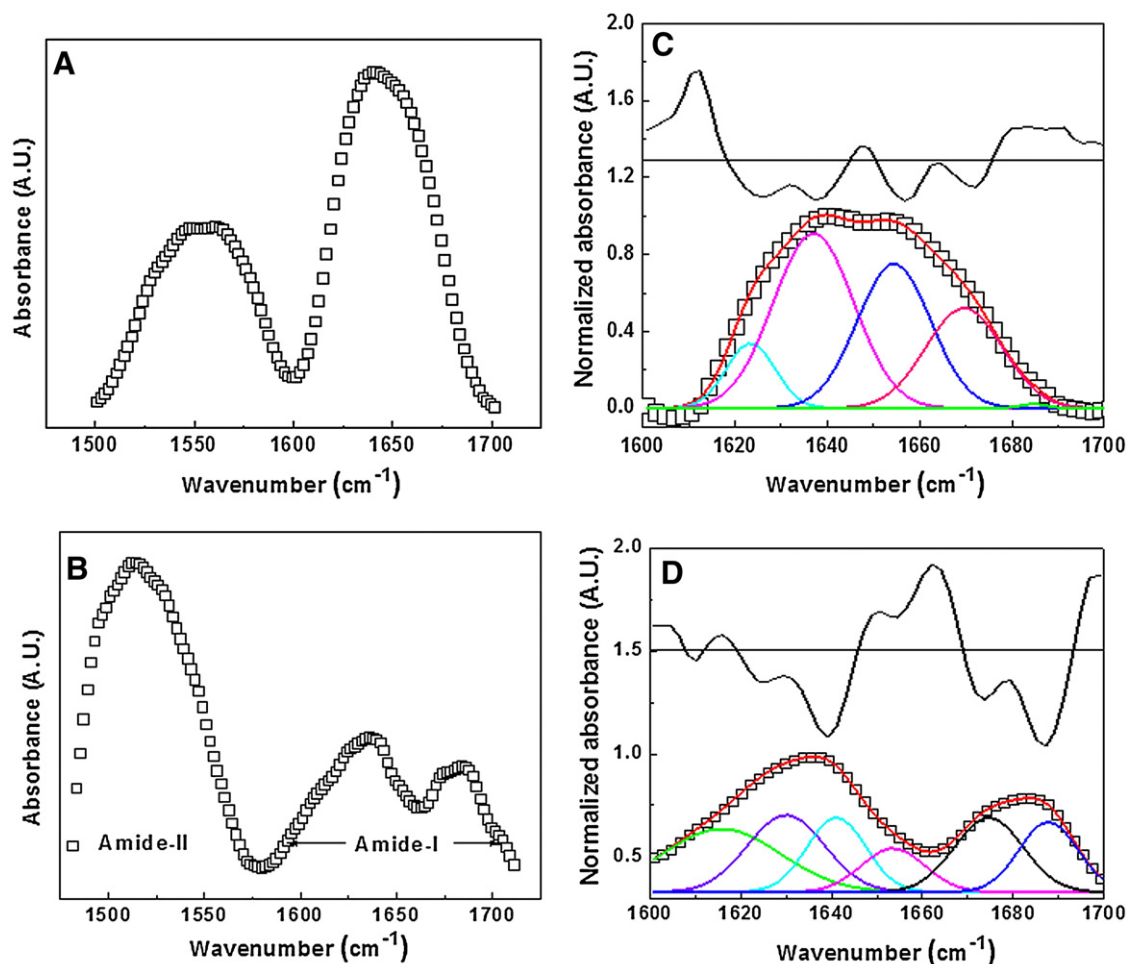 A
Absorbance (A.U.)
1500 1550 1600 1650 1700
Wavenumber (cm⁻¹)
C
Normalized absorbance (A.U.)
2.0
1.6
1.2
0.8
0.4
0.0
1600 1620 1640 1660 1680 1700
Wavenumber (cm⁻¹)
B
Absorbance (A.U.)
Amide-II
Amide-I
1500 1550 1600 1650 1700
Wavenumber (cm⁻¹)
D
Normalized absorbance (A.U.)
2.0
1.5
1.0
0.5
1600 1620 1640 1660 1680 1700
Wavenumber (cm⁻¹)